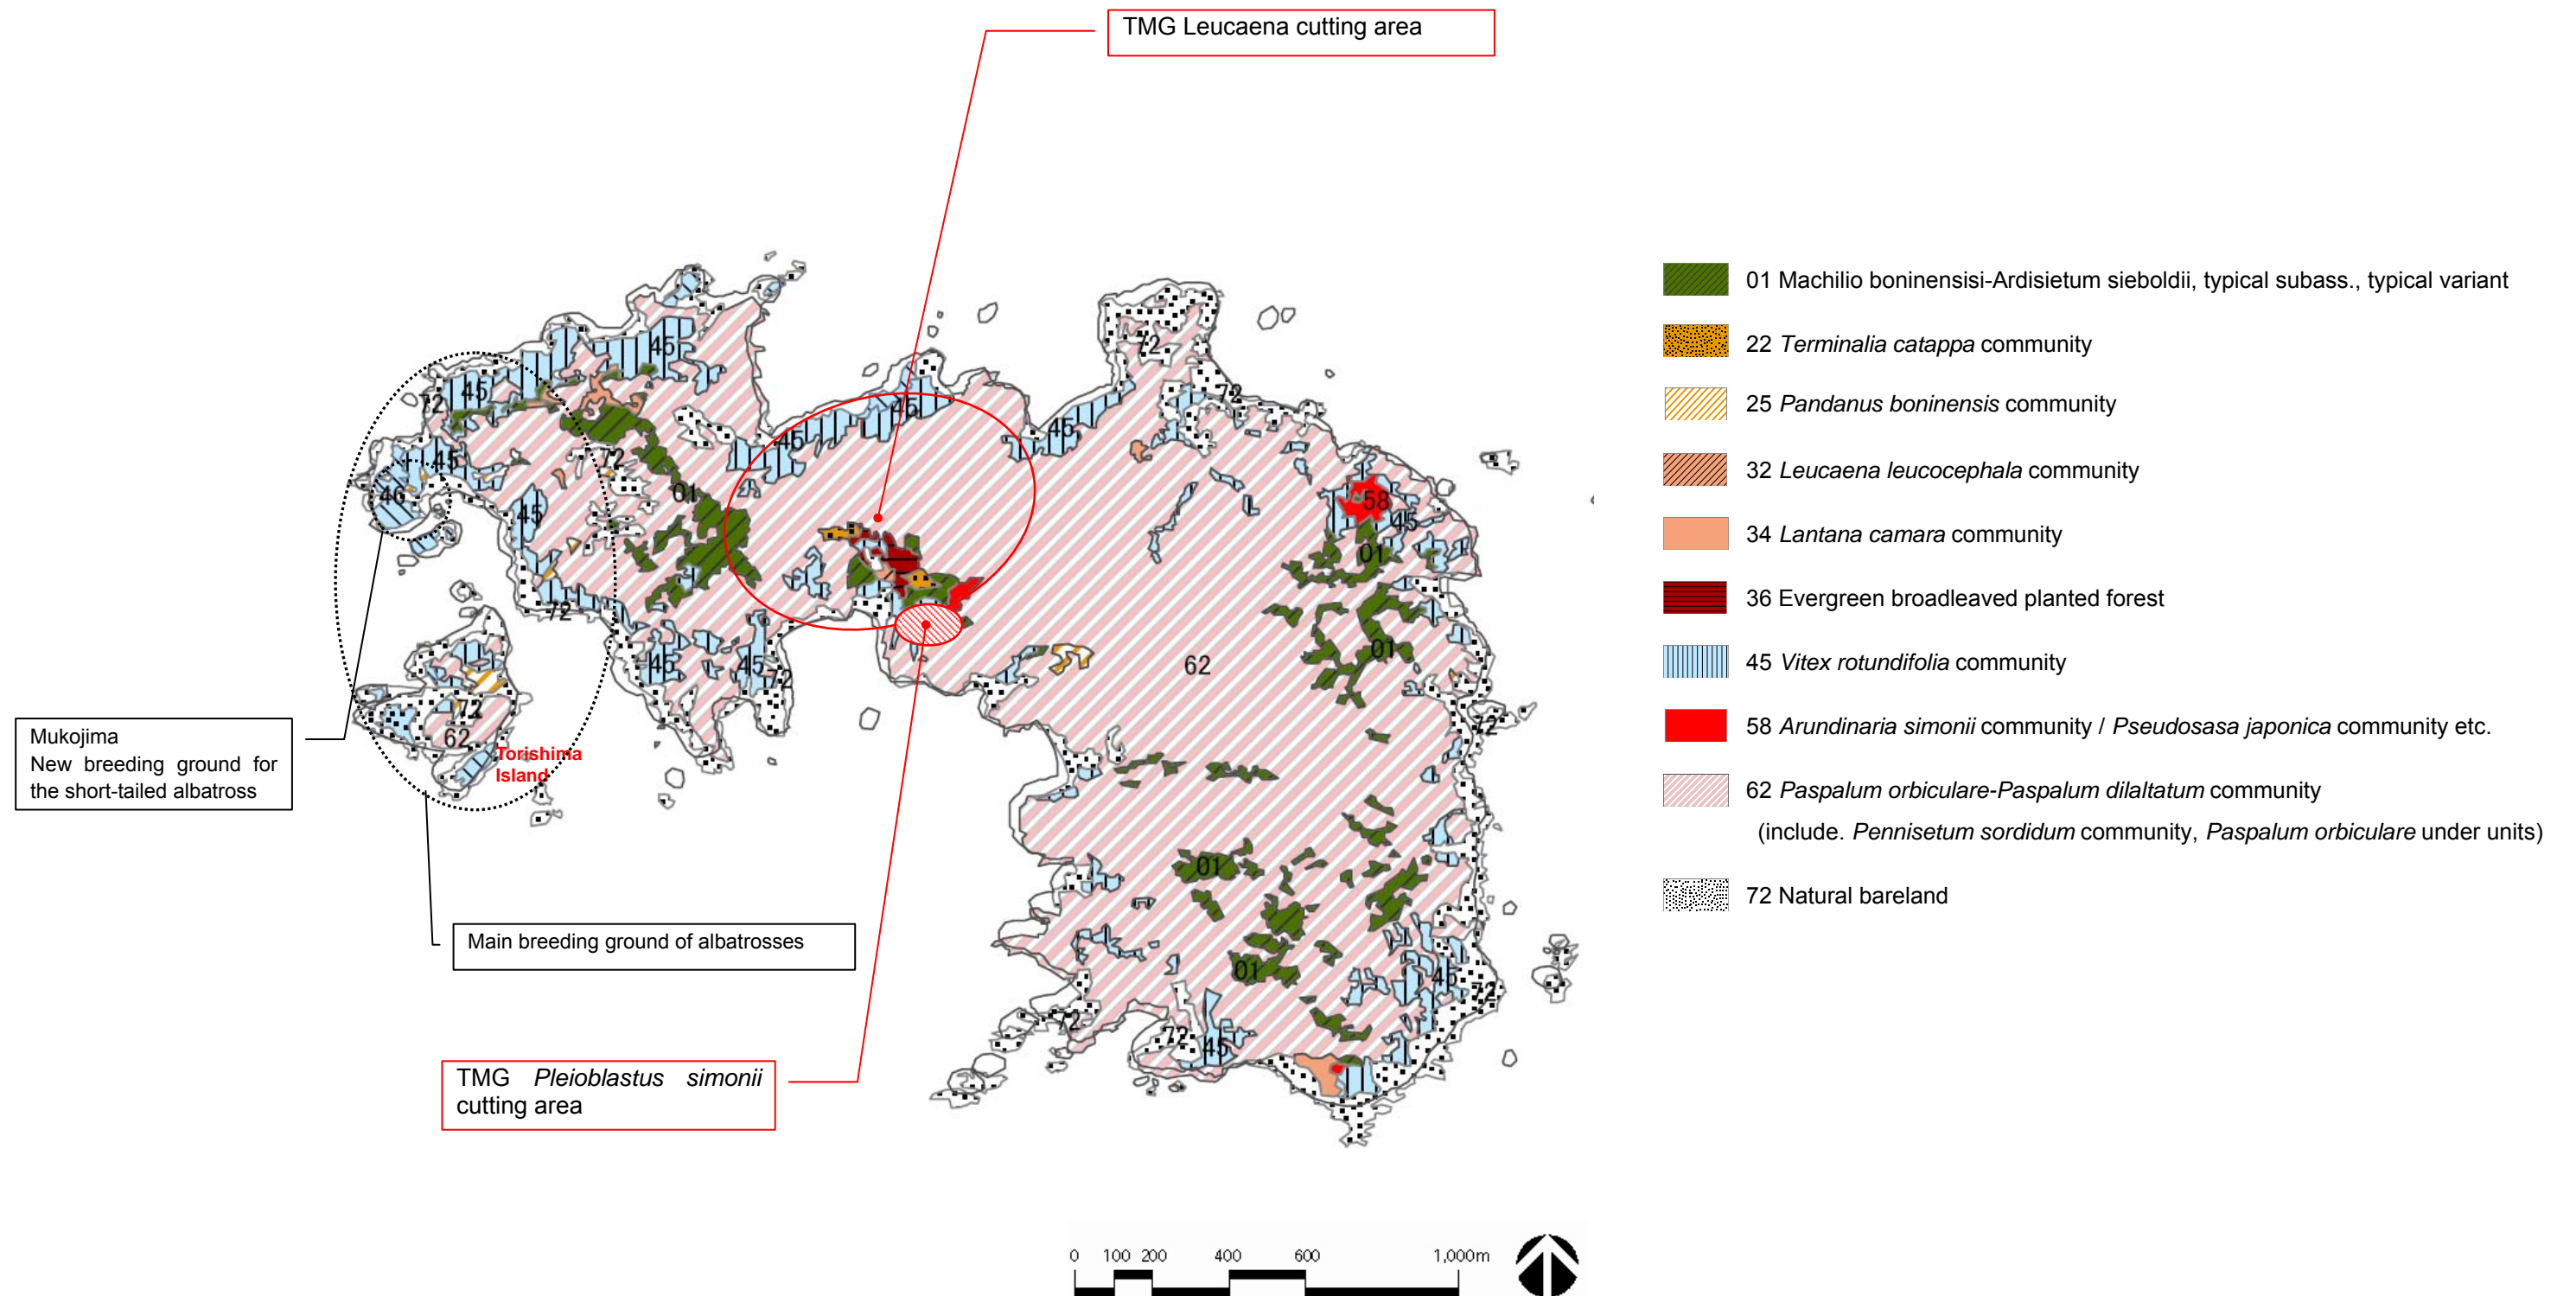 TMG Leucaena cutting area
01 Machilio boninensisi-Ardisietum sieboldii, typical subass., typical variant
22 Terminalia catappa community
25 Pandanus boninensis community
32 Leucaena leucocephala community
34 Lantana camara community
36 Evergreen broadleaved planted forest
45 Vitex rotundifolia community
58 Arundinaria simonii community / Pseudosasa japonica community etc.
62 Paspalum orbiculare-Paspalum dilaltatum community
(include. Pennisetum sordidum community, Paspalum orbiculare under units)
72 Natural bareland
45
72
45
72
45
45
72
45
45
45
46
72
01
45
58
45
01
72
01
62
45
45
72
72
62
72
Torishima
Island
Mukojima
New breeding ground for
the short-tailed albatross
01
Main breeding ground of albatrosses
01
45
72
72
72
45
TMG Pleioblastus simonii
cutting area
0 100 200 400 600 1,000m